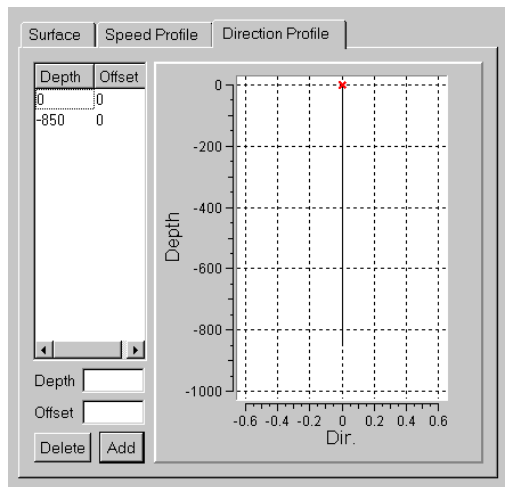 Surface Speed Profile Direction Profile
Depth Offset
0 0
-850 0
Depth
Offset
Delete Add
0
-200
-400
-600
-800
-1000
Depth
-0.6 -0.4 -0.2 0 0.2 0.4 0.6
Dir.